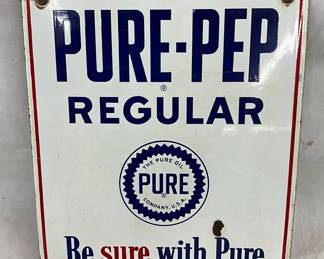 PURE-PEP
®
REGULAR
THE PURE OIL
PURE
COMPANY, U.S.A.
®
Be sure with Pure